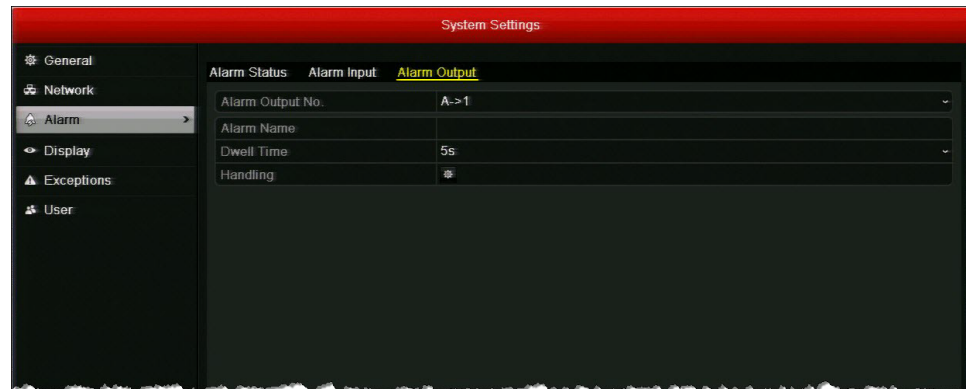 System Settings
General
Network
Alarm >
Display
Exceptions
User
Alarm Status Alarm Input Alarm Output
Alarm Output No. A->1
Alarm Name
Dwell Time 5s
Handling